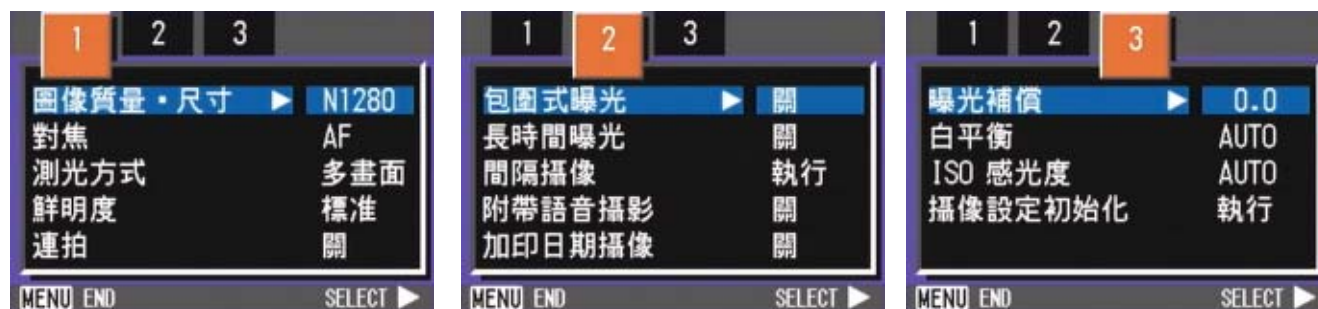 1 2 3
圖像質量・尺寸 ▶ N1280
對焦 AF
測光方式 多畫面
鮮明度 標准
連拍 關
MENU END SELECT ▶
1 2 3
包圍式曝光 ▶ 關
長時間曝光 關
間隔攝像 執行
附帶語音攝影 關
加印日期攝像 關
MENU END SELECT ▶
1 2 3
曝光補償 ▶ 0.0
白平衡 AUTO
ISO 感光度 AUTO
攝像設定初始化 執行
MENU END SELECT ▶